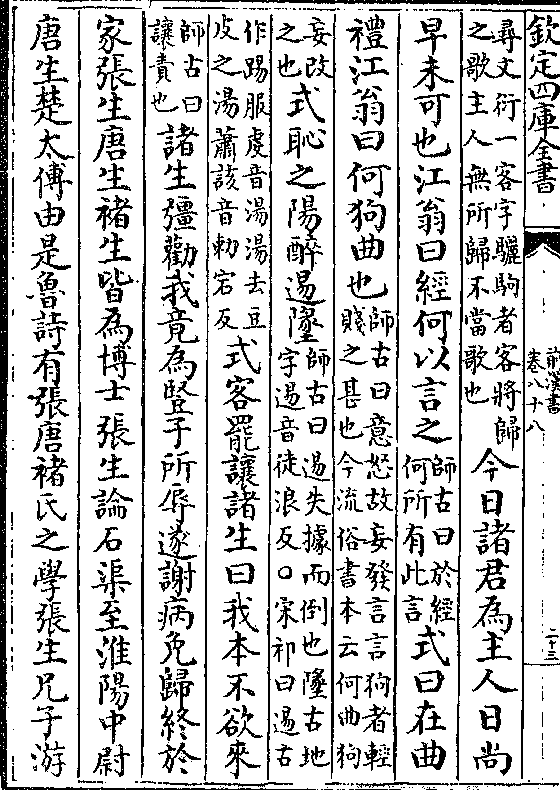 欽定四庫全書
前漢書
卷八十八
二十三
尋文衍一客字驪駒者客將歸
之歌主人無所歸不當歌也
今日諸君為主人日尚
早未可也江翁曰經何以言之
師古曰於經
何所有此言
式曰在曲
禮江翁曰何狗曲也
師古曰意怒故妄發言言狗者輕
賤之甚也今流俗書本云何曲狗
妄改
之也
式恥之陽醉逿墬
師古曰逿失據而倒也墬古地
字逿音徒浪反○宋祁曰逿古
作踢服虔音湯湯去豆
皮之湯蕭該音勅宕反
式客罷讓諸生曰我本不欲來
師古曰
讓責也
諸生彊勸我竟為豎子所辱遂謝病免歸終於
家張生唐生褚生皆為博士張生論石渠至淮陽中尉
唐生楚太傅由是魯詩有張唐褚氏之學張生兄子游